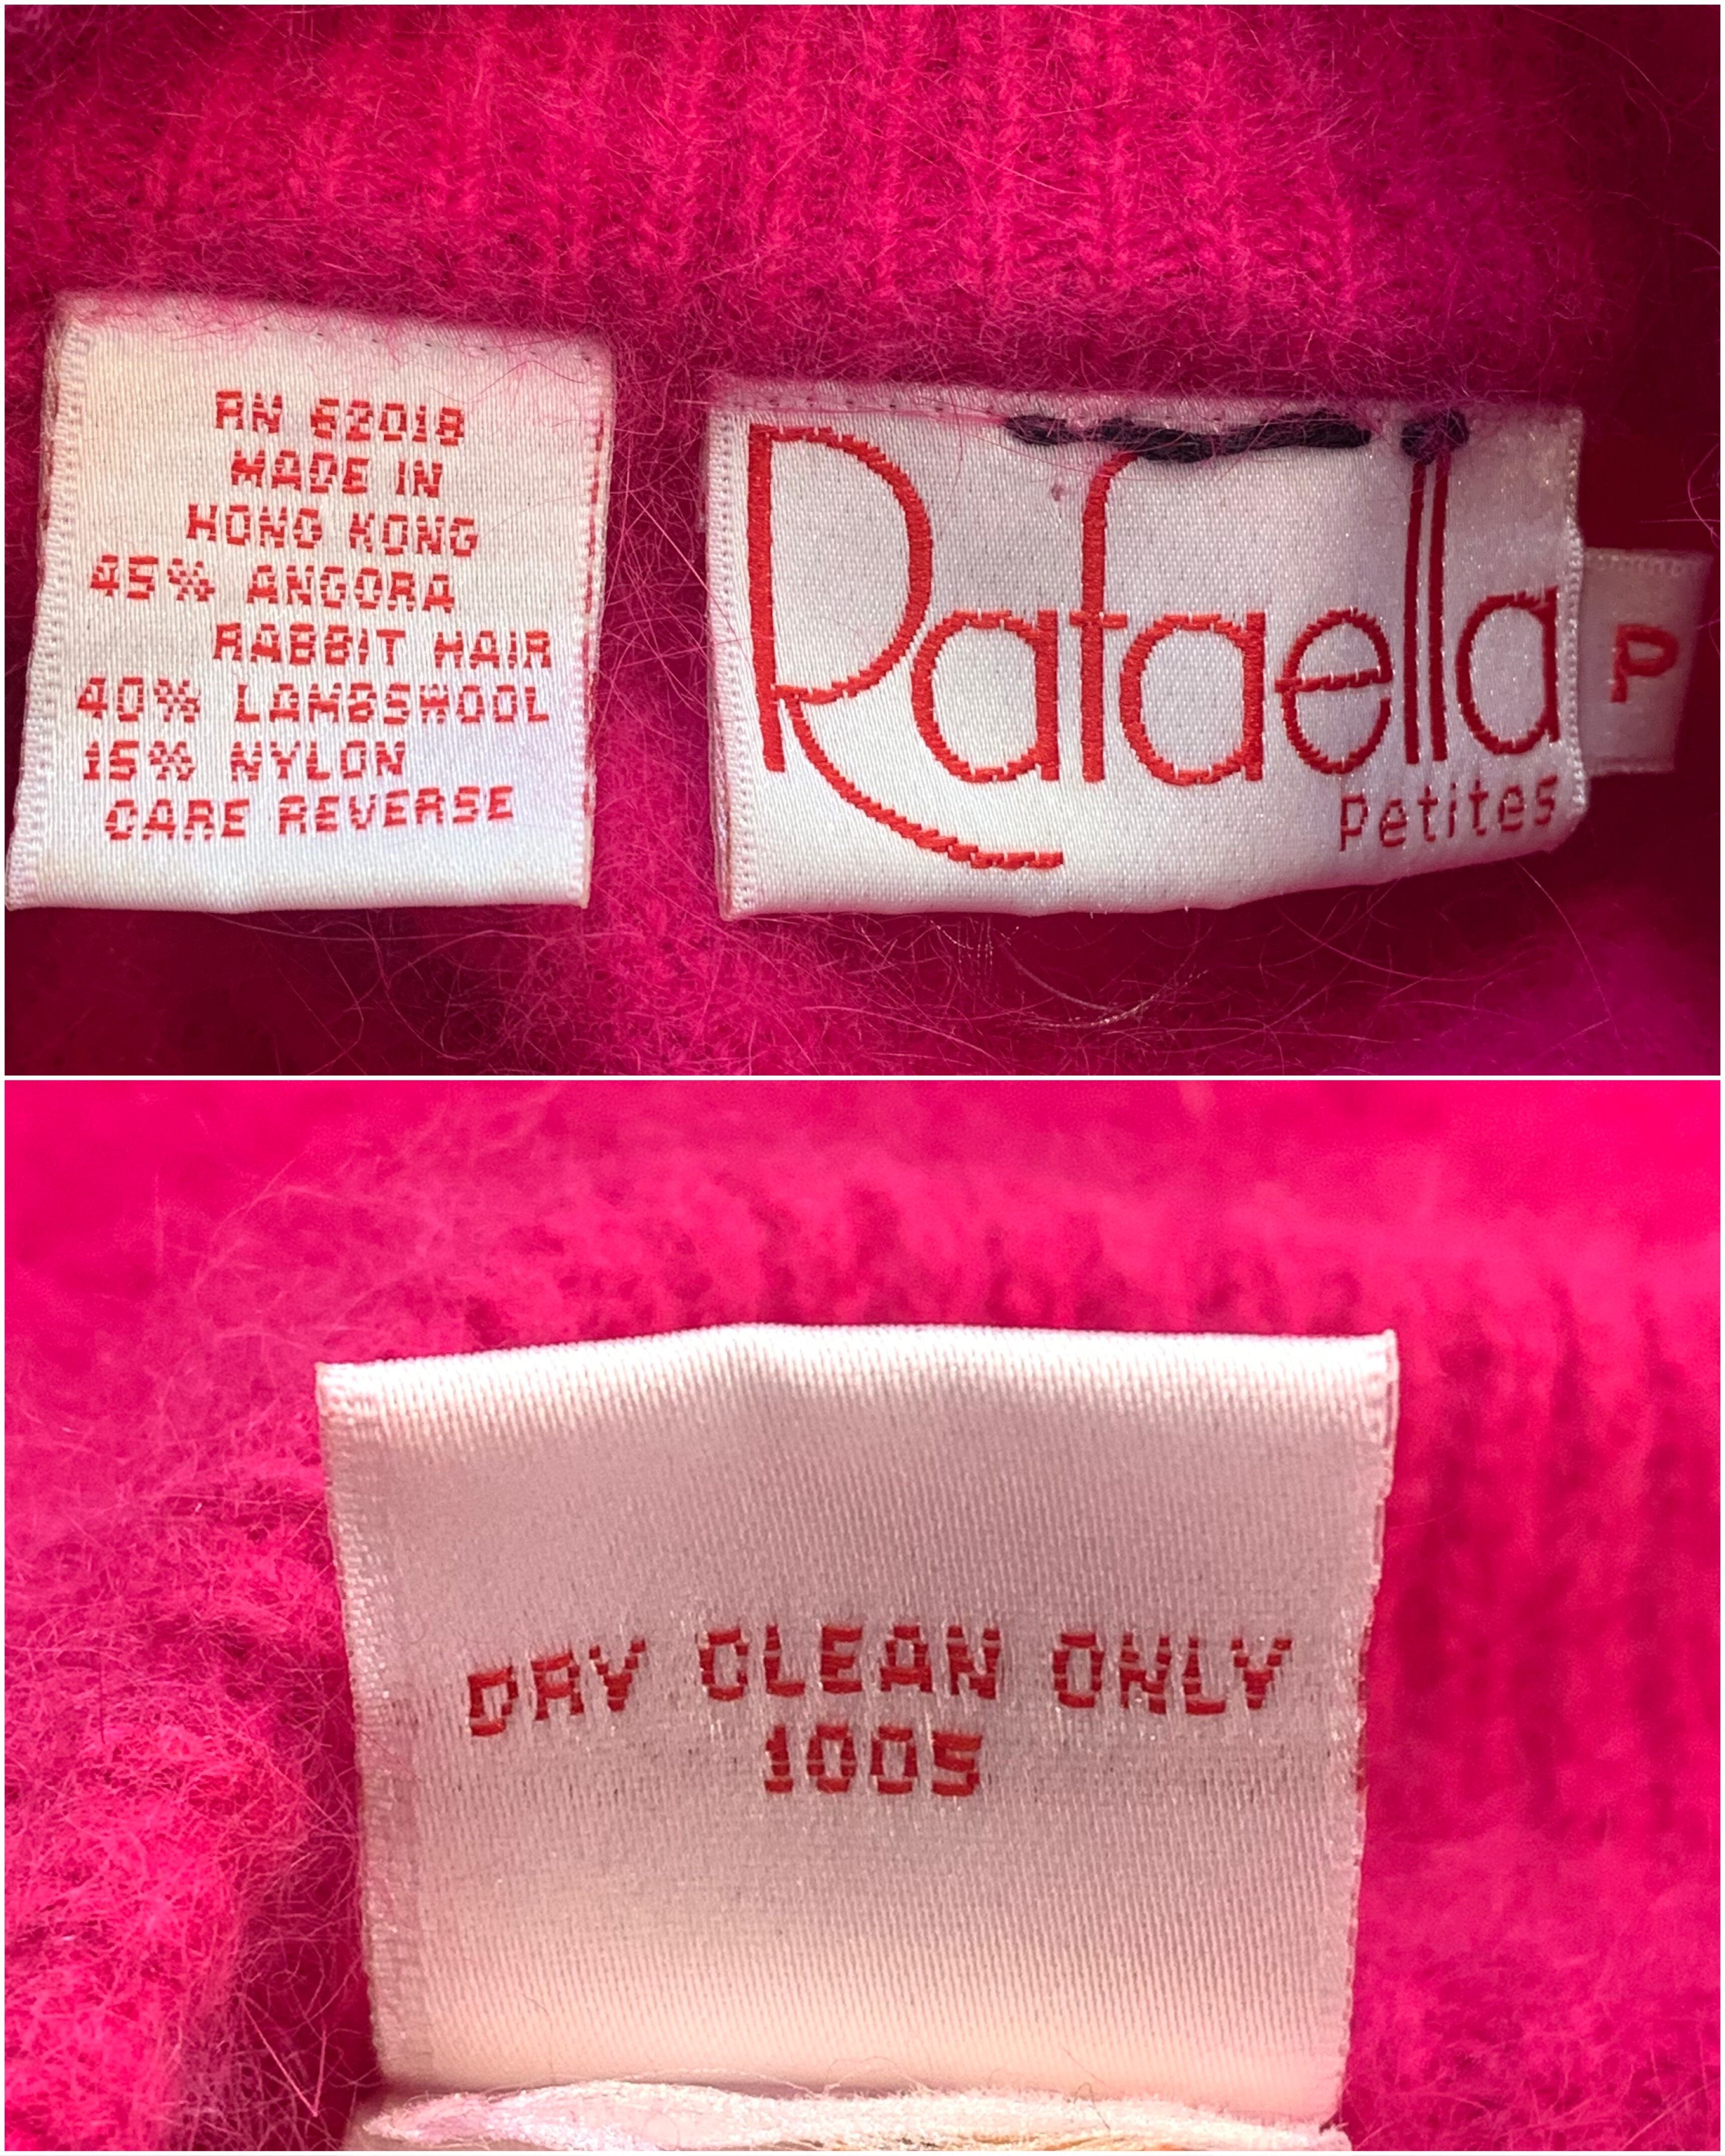 RN 62018
MADE IN
HONG KONG
45% ANGORA
RABBIT HAIR
40% LAMBSWOOL
15% NYLON
CARE REVERSE
Rafaella
Petites
P
DRY CLEAN ONLY
1005